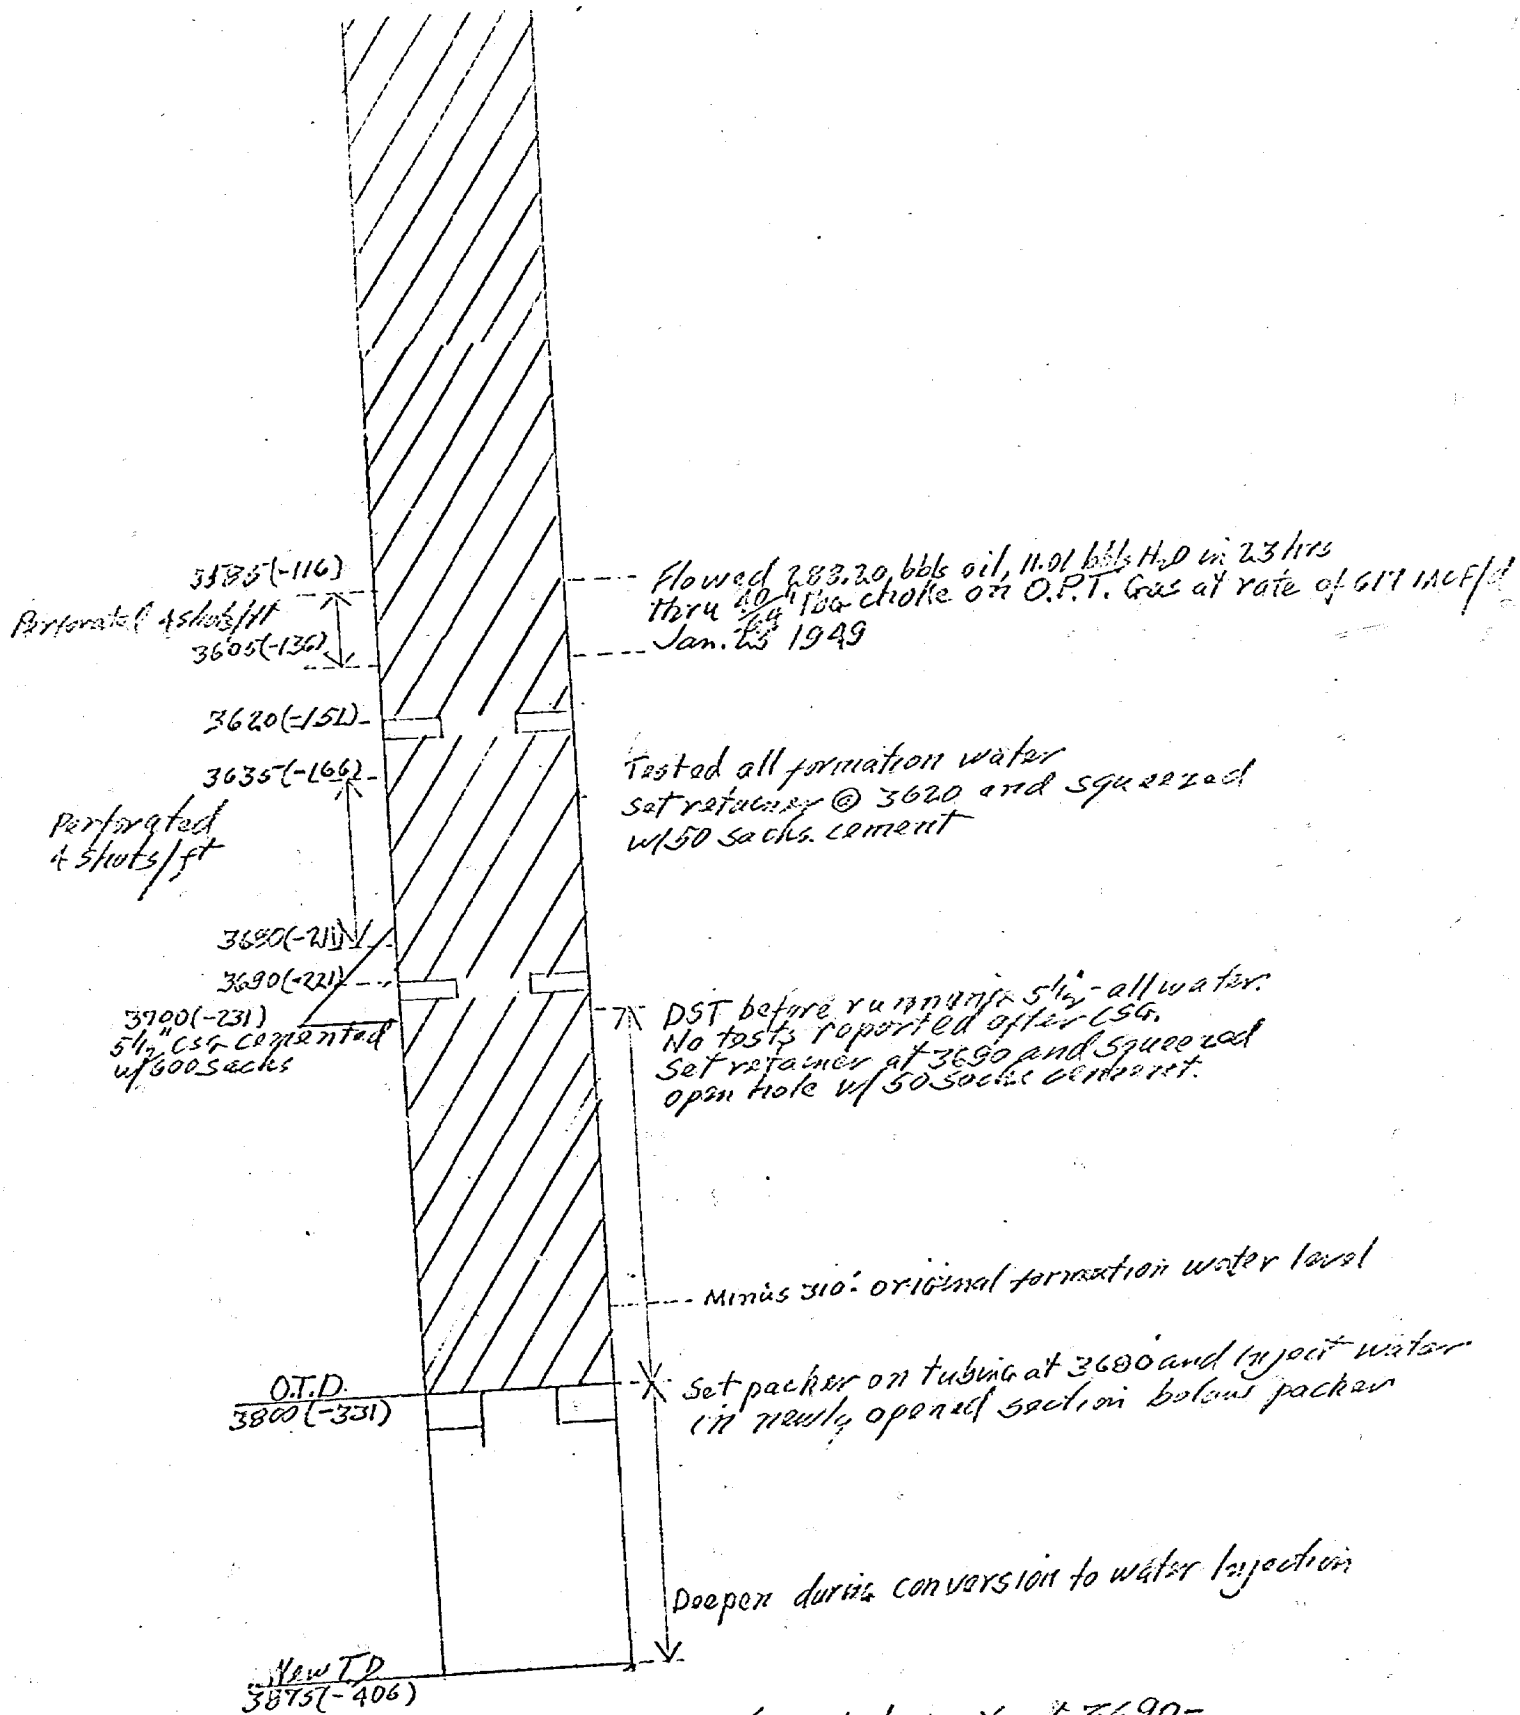 3585(-116)
Perforated 4 shots/ft
3605(-136)
Flowed 283.20 bbls oil, 11.01 bbls H2O in 23 hrs
thru 40/64" choke on O.P.T. Gas at rate of 617 MCF/d
Jan. 1949
3620(-151)
3635(-166)
Perforated
4 shots/ft
Tested all formation water
Set retainer @ 3620 and squeezed
w/50 sacks cement
3680(-211)
3690(-221)
3700(-231)
5 1/2" CSG cemented
w/600 sacks
DST before running 5 1/2 - all water.
No tests reported after CSG.
Set retainer at 3690 and squeezed
open hole w/ 50 sacks cement.
Minus 310' original formation water level
O.T.D.
3800(-331)
Set packer on tubing at 3680 and inject water
in newly opened section below packer
Deepen during conversion to water Injection
New T.D.
3875(-406)
3690-